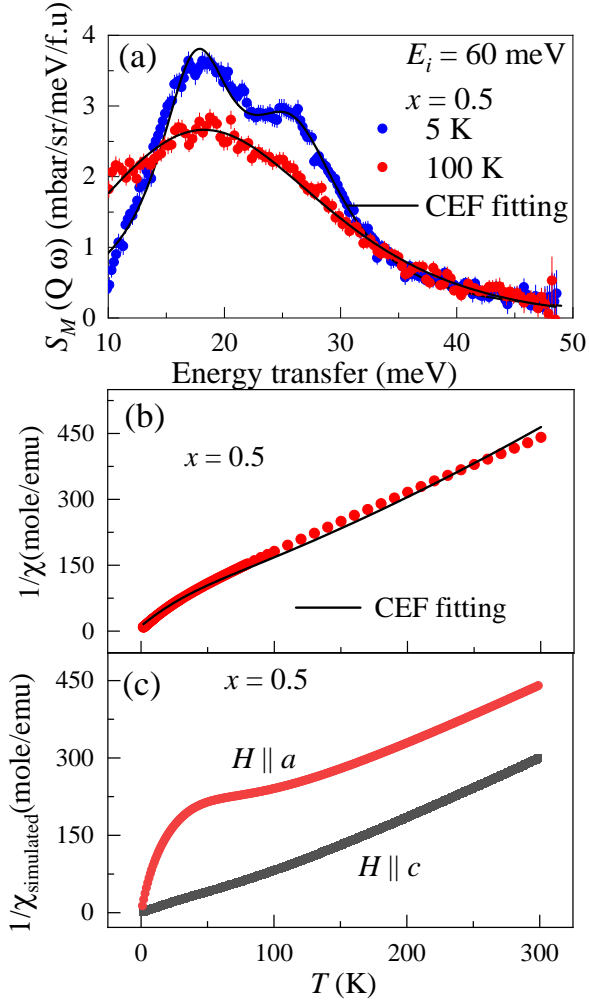 (a)
E_i = 60 meV
x = 0.5
5 K
100 K
CEF fitting
S_M (Q ω) (mbar/sr/meV/f.u)
4
3
2
1
0
10 20 30 40 50
Energy transfer (meV)
(b)
x = 0.5
1/χ(mole/emu)
450
300
150
0
CEF fitting
(c)
x = 0.5
1/χ_simulated(mole/emu)
450
300
150
0
H || a
H || c
0 100 200 300
T (K)